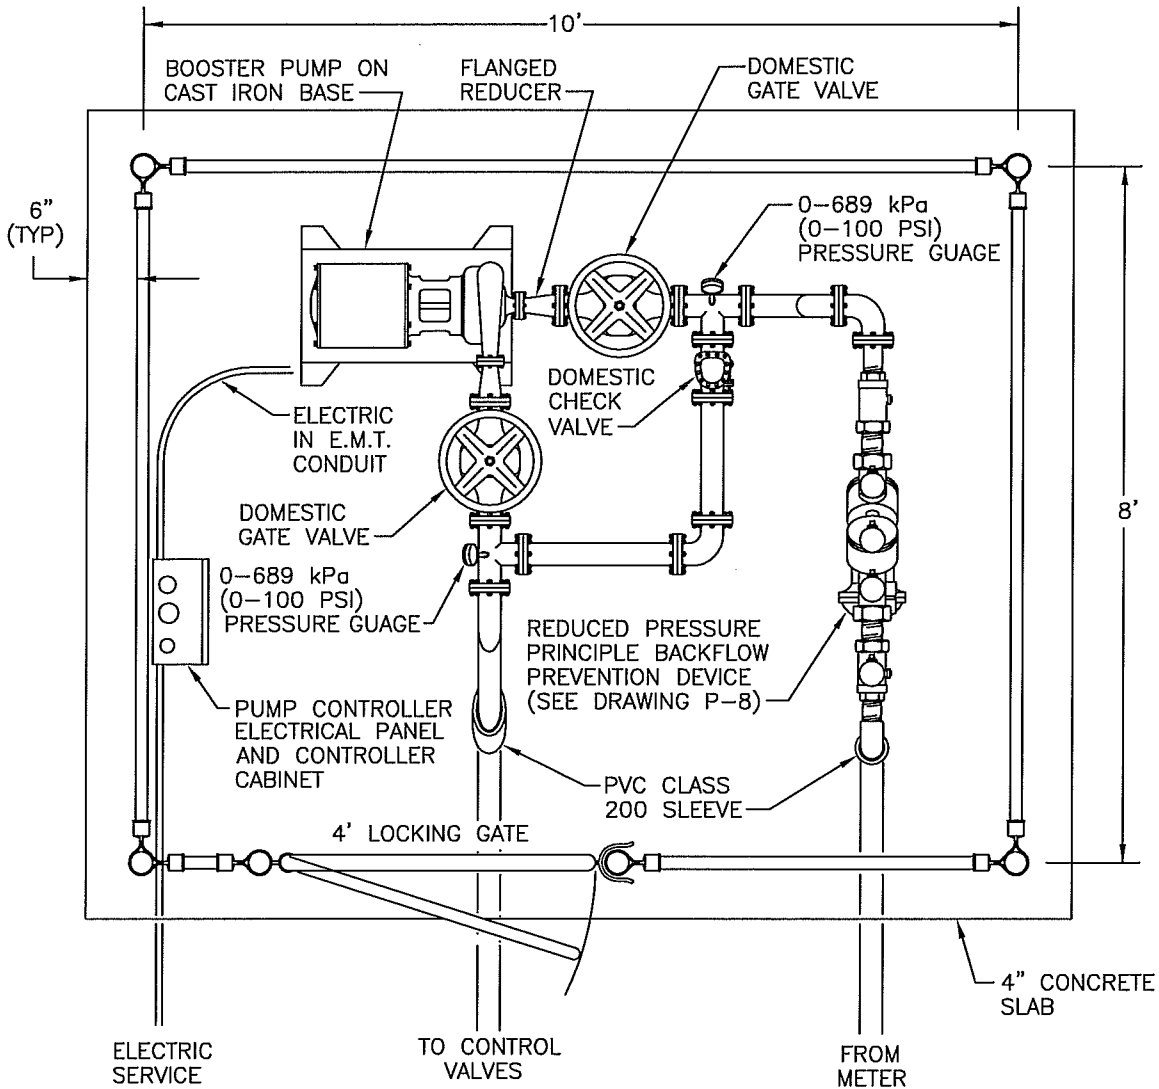 10'
BOOSTER PUMP ON
CAST IRON BASE
FLANGED
REDUCER
DOMESTIC
GATE VALVE
6"
(TYP)
0-689 kPa
(0-100 PSI)
PRESSURE GUAGE
DOMESTIC
CHECK
VALVE
ELECTRIC
IN E.M.T.
CONDUIT
8'
DOMESTIC
GATE VALVE
0-689 kPa
(0-100 PSI)
PRESSURE GUAGE
REDUCED PRESSURE
PRINCIPLE BACKFLOW
PREVENTION DEVICE
(SEE DRAWING P-8)
PUMP CONTROLLER
ELECTRICAL PANEL
AND CONTROLLER
CABINET
PVC CLASS
200 SLEEVE
4' LOCKING GATE
4" CONCRETE
SLAB
ELECTRIC
SERVICE
TO CONTROL
VALVES
FROM
METER